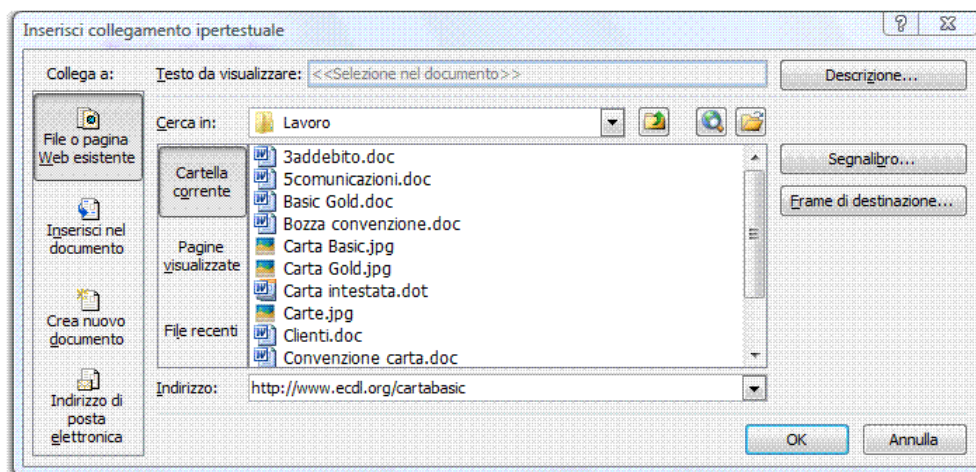 Inserisci collegamento ipertestuale
Collega a:
Testo da visualizzare: <<Selezione nel documento>>
Descrizione...
File o pagina
Web esistente
Cerca in:
Lavoro
Cartella
corrente
3addebito.doc
5comunicazioni.doc
Basic Gold.doc
Bozza convenzione.doc
Carta Basic.jpg
Carta Gold.jpg
Carta intestata.dot
Carte.jpg
Clienti.doc
Convenzione carta.doc
Segnalibro...
Frame di destinazione...
Inserisci nel
documento
Pagine
visualizzate
Crea nuovo
documento
File recenti
Indirizzo di
posta
elettronica
Indirizzo:
http://www.ecdl.org/cartabasic
OK
Annulla